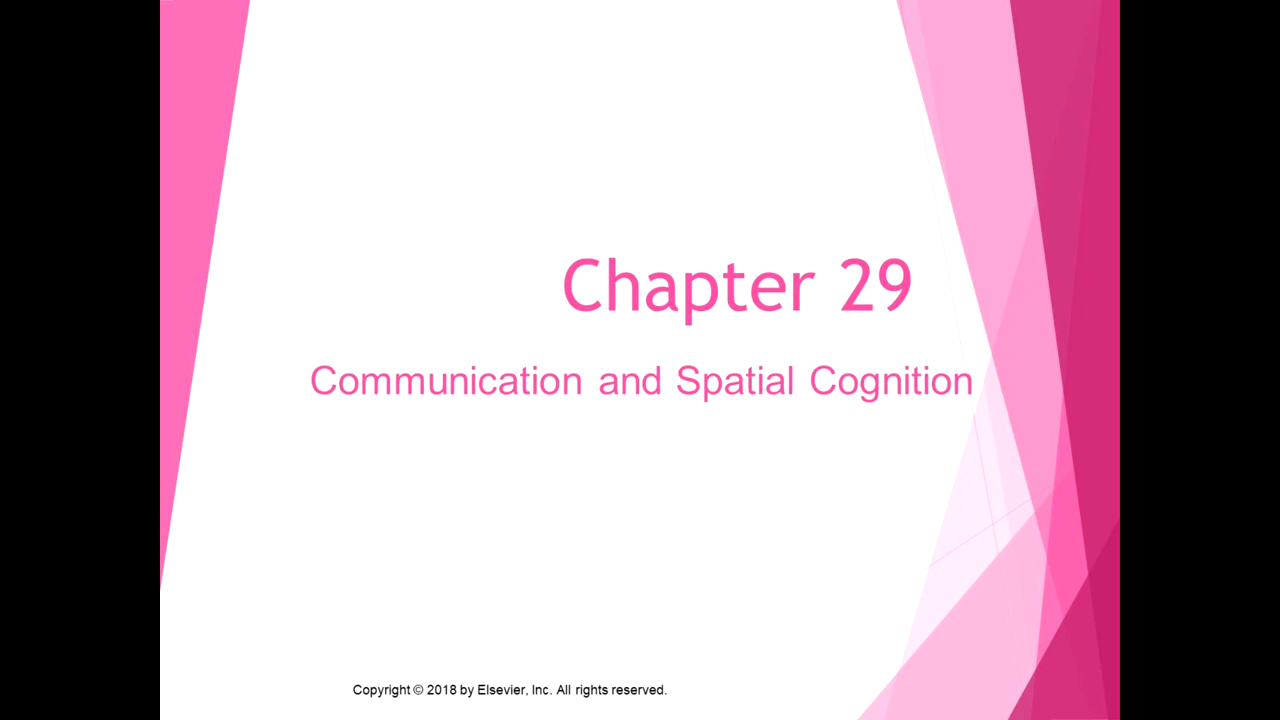 Chapter 29
Communication and Spatial Cognition
Copyright © 2018 by Elsevier, Inc. All rights reserved.